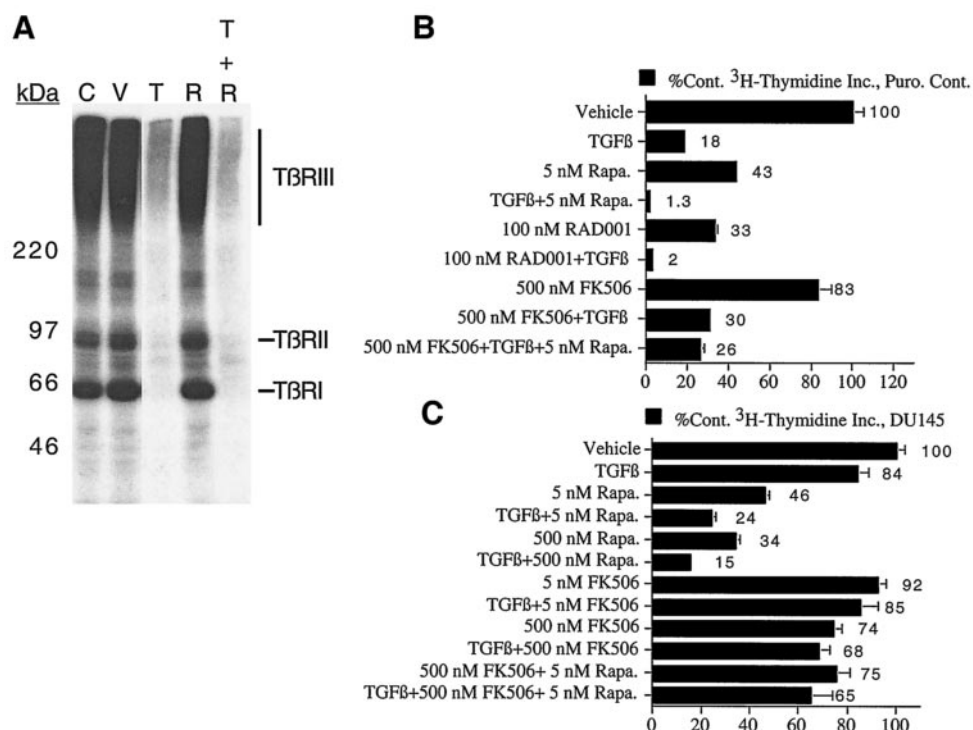 A
T
+
kDa C V T R R
TßRIII
220
97
–TßRII
66
–TßRI
46
B
%Cont. ³H-Thymidine Inc., Puro. Cont.
Vehicle 100
TGFß 18
5 nM Rapa. 43
TGFß+5 nM Rapa. 1.3
100 nM RAD001 33
100 nM RAD001+TGFß 2
500 nM FK506 83
500 nM FK506+TGFß 30
500 nM FK506+TGFß+5 nM Rapa. 26
0 20 40 60 80 100 120
C
%Cont. ³H-Thymidine Inc., DU145
Vehicle 100
TGFß 84
5 nM Rapa. 46
TGFß+5 nM Rapa. 24
500 nM Rapa. 34
TGFß+500 nM Rapa. 15
5 nM FK506 92
TGFß+5 nM FK506 85
500 nM FK506 74
TGFß+500 nM FK506 68
500 nM FK506+ 5 nM Rapa. 75
TGFß+500 nM FK506+ 5 nM Rapa. 65
0 20 40 60 80 100